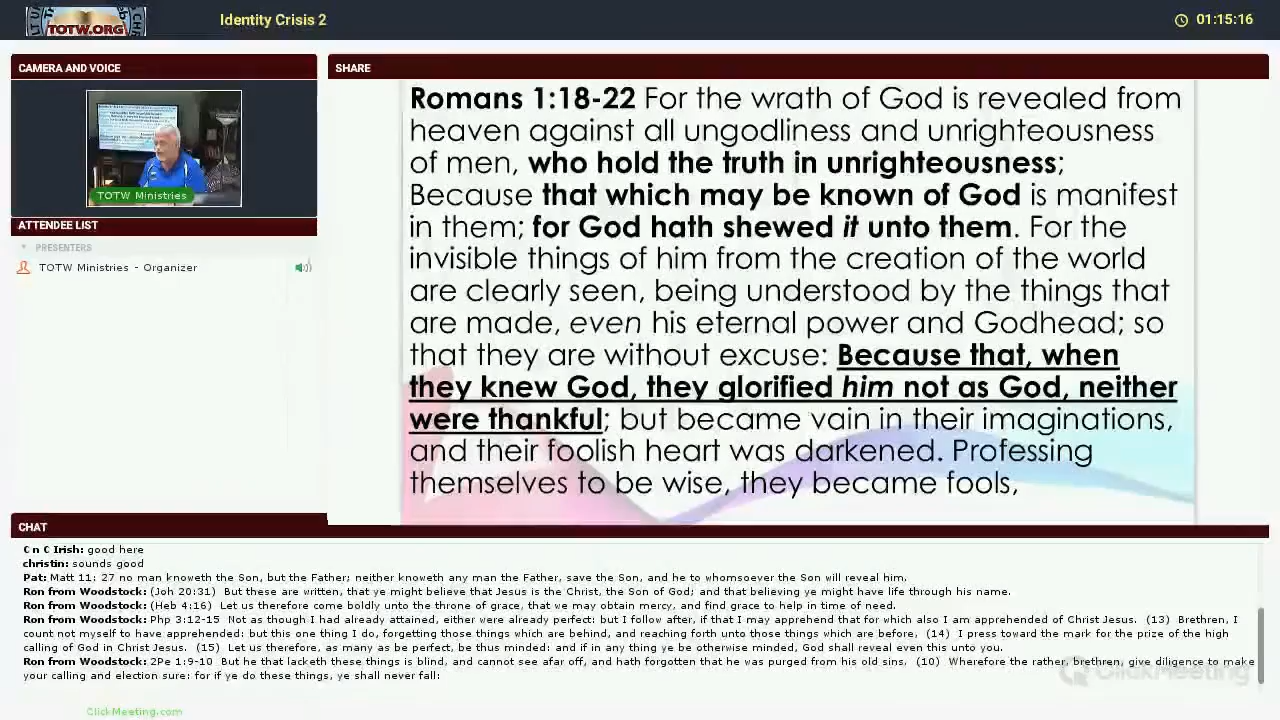 TOTW.ORG
Identity Crisis 2
01:15:16
CAMERA AND VOICE
TOTW Ministries
ATTENDEE LIST
PRESENTERS
TOTW Ministries - Organizer
SHARE
Romans 1:18-22 For the wrath of God is revealed from
heaven against all ungodliness and unrighteousness
of men, who hold the truth in unrighteousness;
Because that which may be known of God is manifest
in them; for God hath shewed it unto them. For the
invisible things of him from the creation of the world
are clearly seen, being understood by the things that
are made, even his eternal power and Godhead; so
that they are without excuse: Because that, when
they knew God, they glorified him not as God, neither
were thankful; but became vain in their imaginations,
and their foolish heart was darkened. Professing
themselves to be wise, they became fools,
CHAT
C n C Irish: good here
christin: sounds good
Pat: Matt 11: 27 no man knoweth the Son, but the Father; neither knoweth any man the Father, save the Son, and he to whomsoever the Son will reveal him.
Ron from Woodstock: (Joh 20:31) But these are written, that ye might believe that Jesus is the Christ, the Son of God; and that believing ye might have life through his name.
Ron from Woodstock: (Heb 4:16) Let us therefore come boldly unto the throne of grace, that we may obtain mercy, and find grace to help in time of need.
Ron from Woodstock: Php 3:12-15 Not as though I had already attained, either were already perfect: but I follow after, if that I may apprehend that for which also I am apprehended of Christ Jesus. (13) Brethren, I
count not myself to have apprehended: but this one thing I do, forgetting those things which are behind, and reaching forth unto those things which are before, (14) I press toward the mark for the prize of the high
calling of God in Christ Jesus. (15) Let us therefore, as many as be perfect, be thus minded: and if in any thing ye be otherwise minded, God shall reveal even this unto you.
Ron from Woodstock: 2Pe 1:9-10 But he that lacketh these things is blind, and cannot see afar off, and hath forgotten that he was purged from his old sins. (10) Wherefore the rather, brethren, give diligence to make
your calling and election sure: for if ye do these things, ye shall never fall:
ClickMeeting
ClickMeeting.com